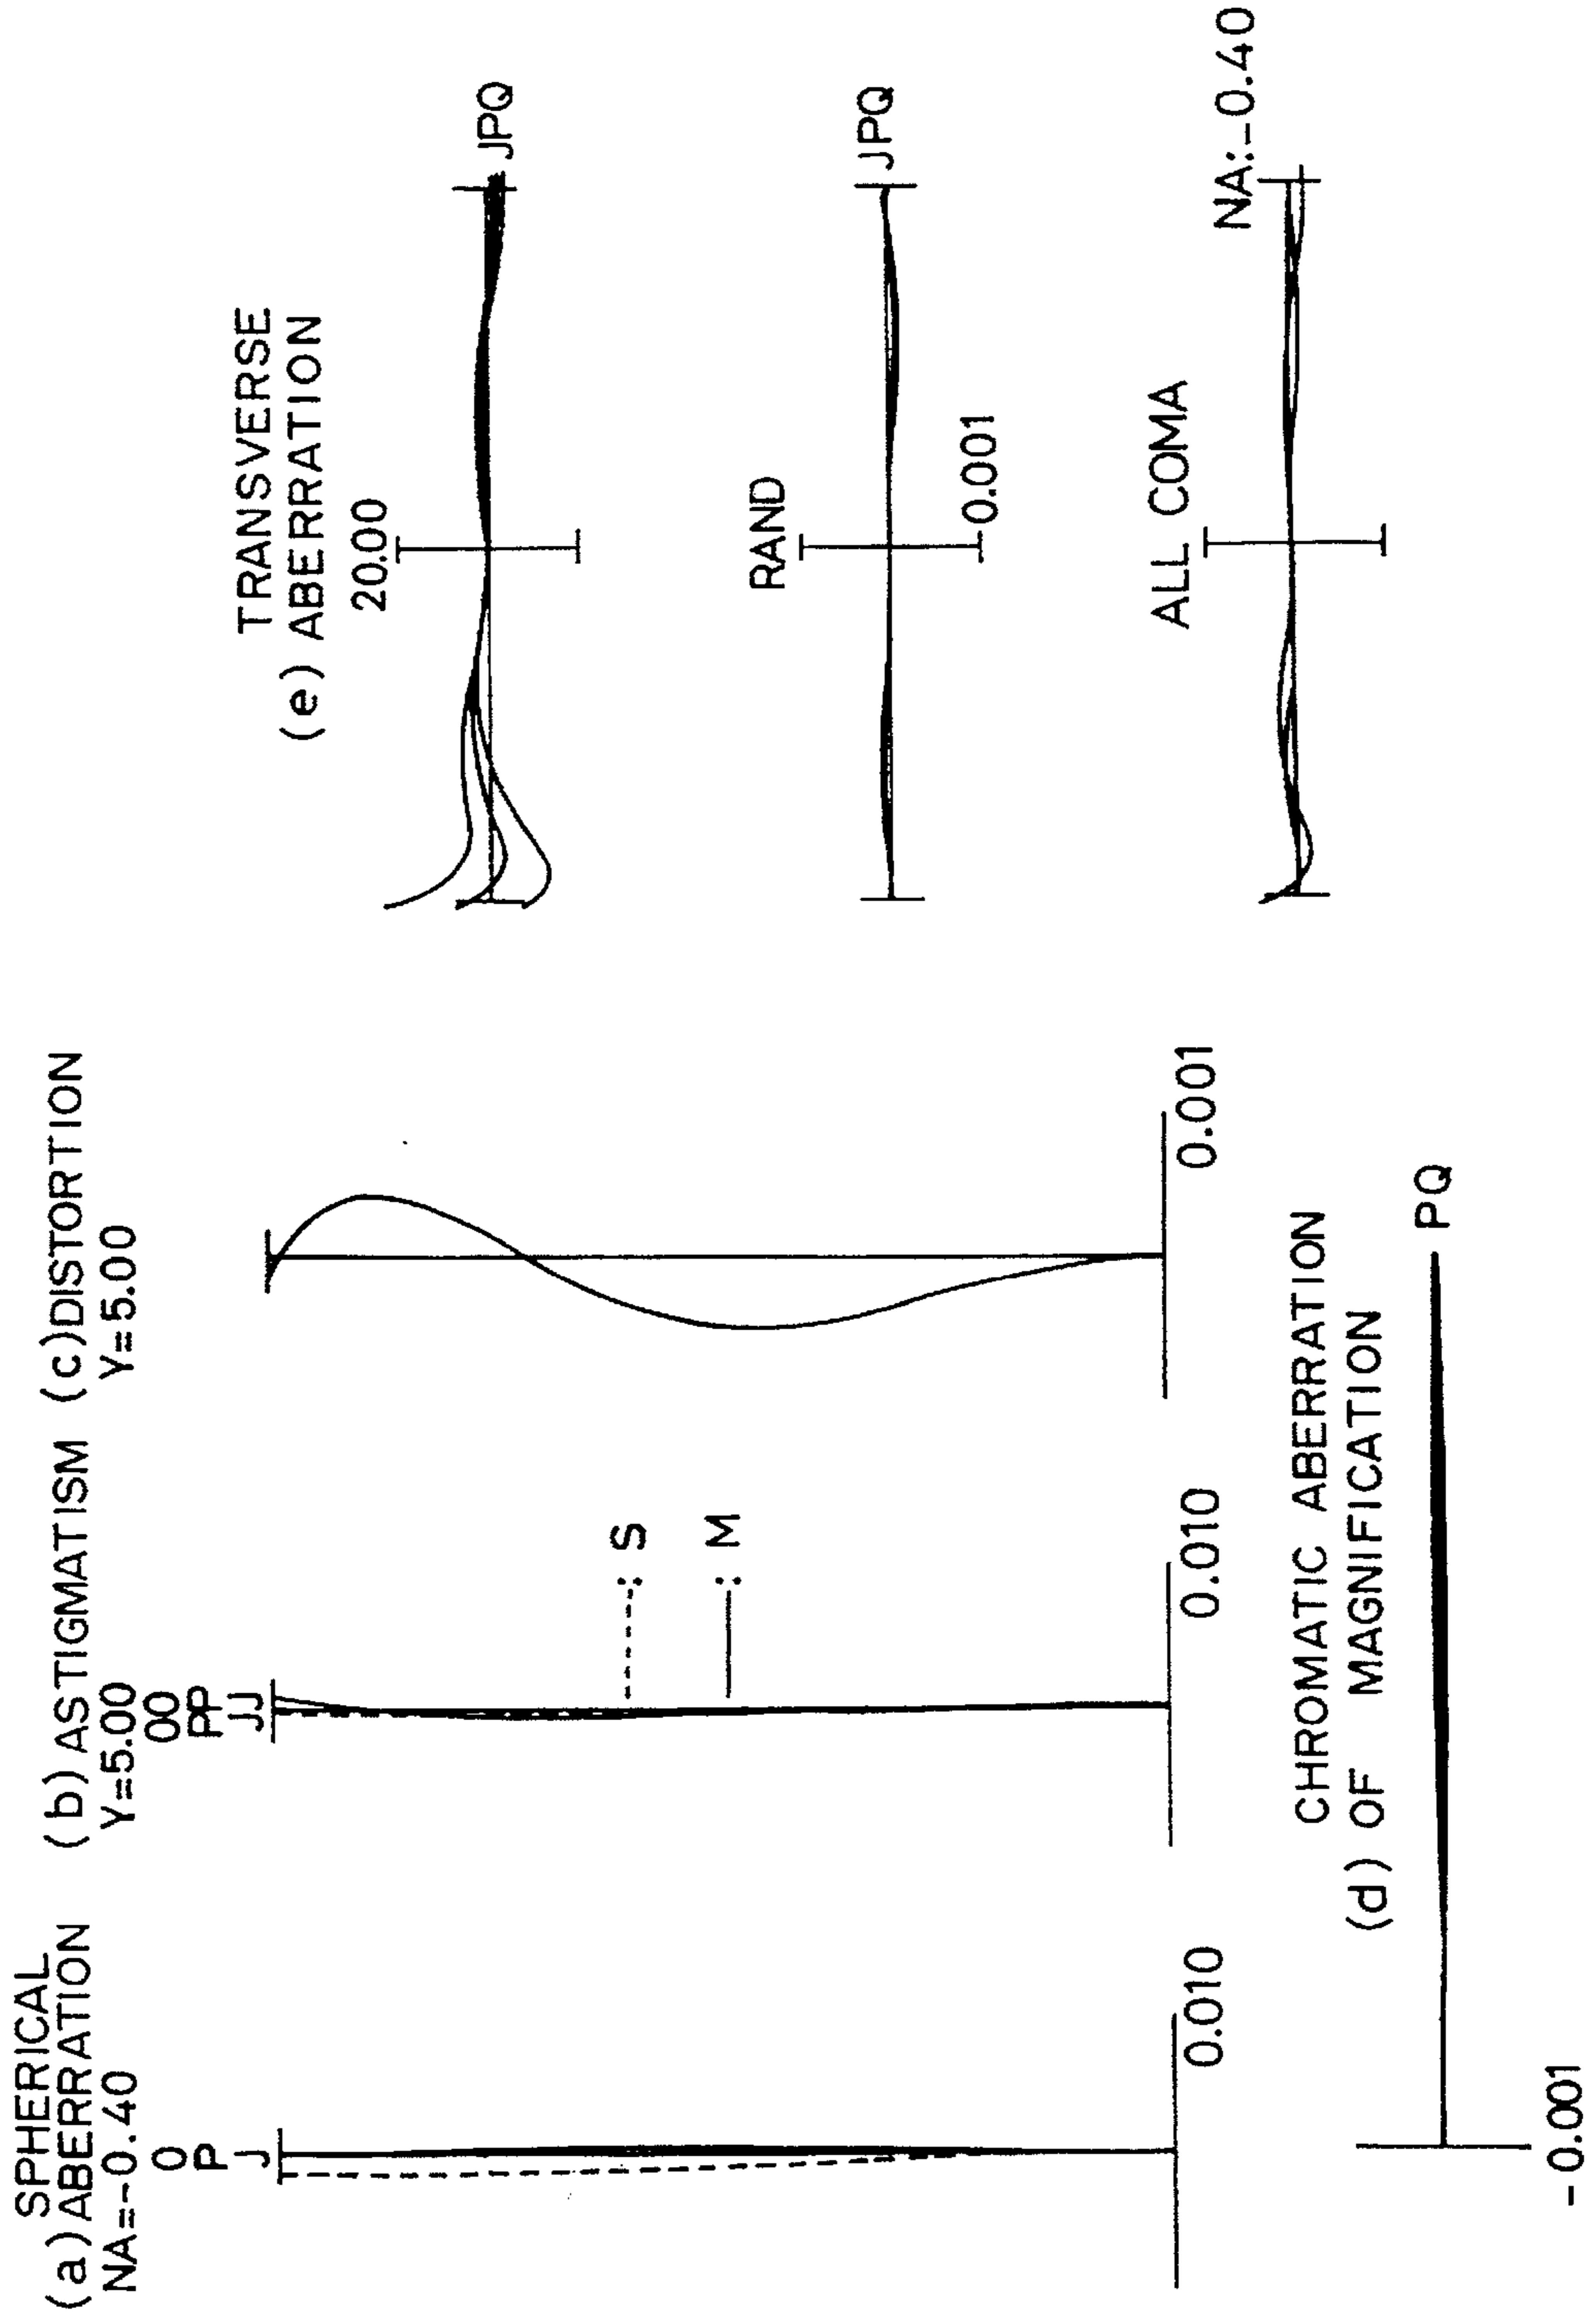 SPHERICAL
(a) ABERRATION
NA=-0.40
O
P
J
0.010
(b) ASTIGMATISM
Y=5.00
OO
PP
JJ
: S
: M
0.010
(c) DISTORTION
Y=5.00
0.001
CHROMATIC ABERRATION
(d) OF MAGNIFICATION
PQ
-0.001
TRANSVERSE
(e) ABERRATION
20.00
JPQ
RAND
JPQ
0.001
ALL COMA
NA:-0.40